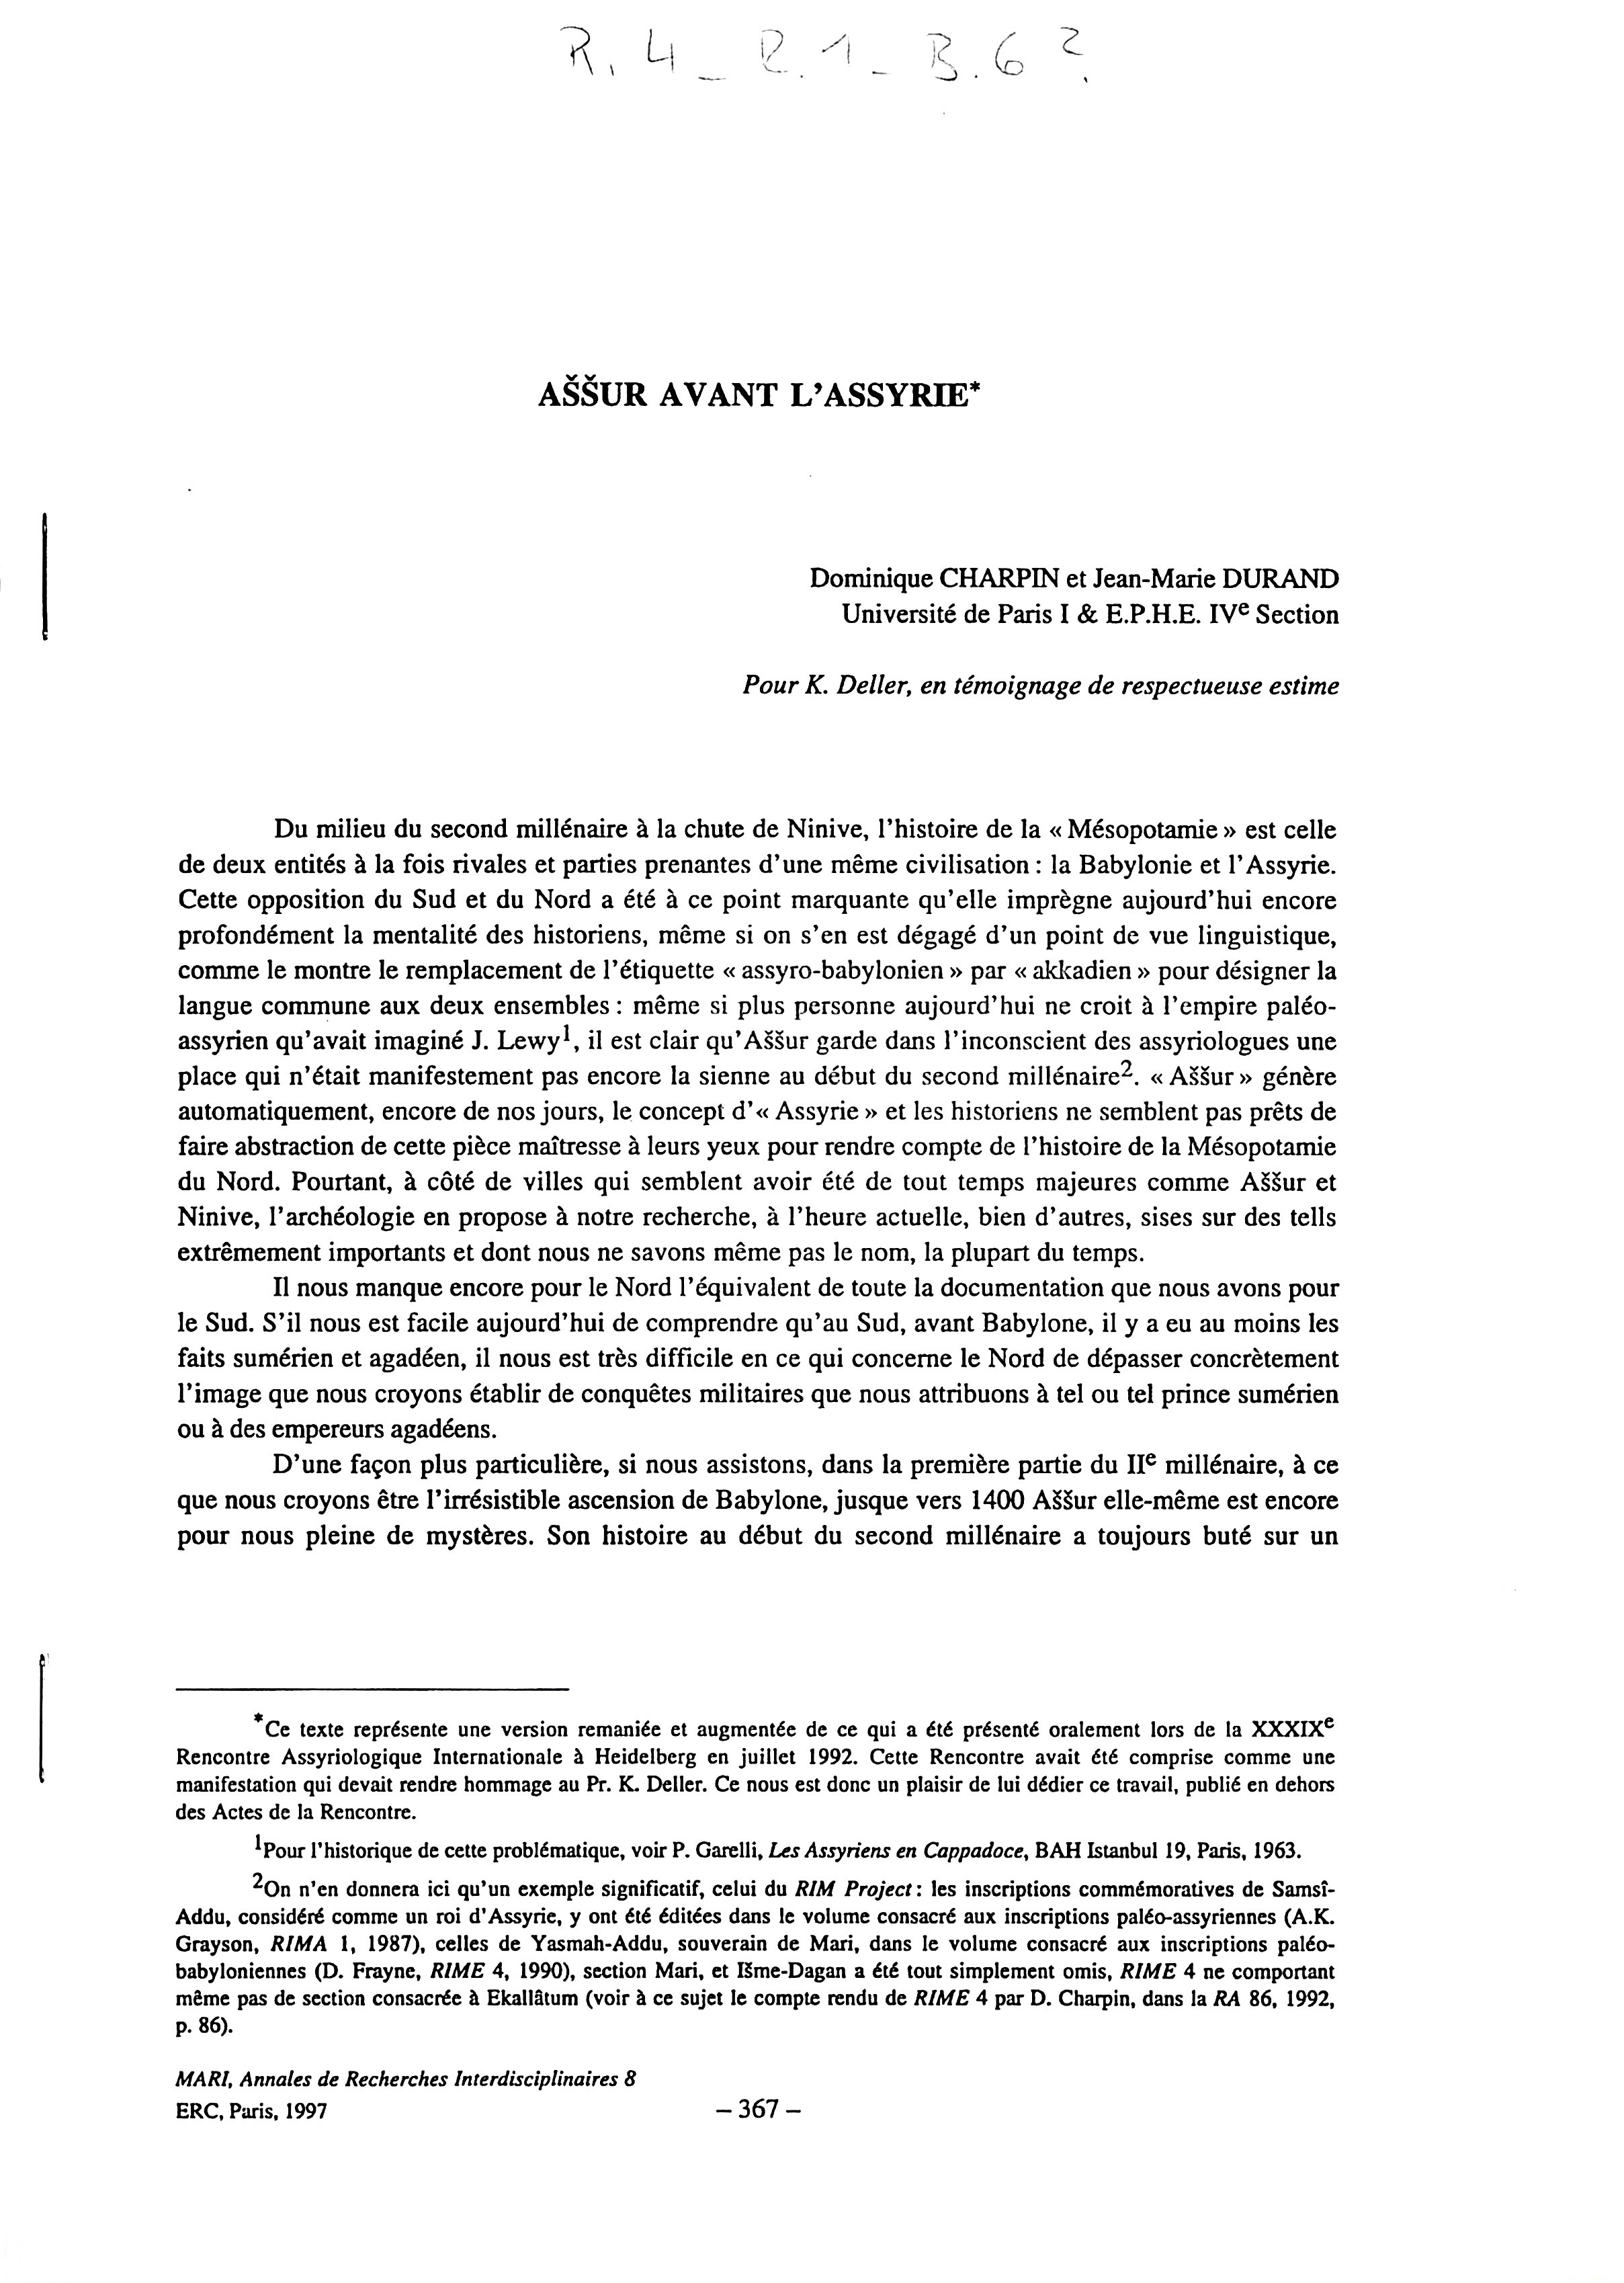 R. 4 _ R. 1 _ B. 6 ?.
AŠŠUR AVANT L'ASSYRIE*
Dominique CHARPIN et Jean-Marie DURAND
Université de Paris I & E.P.H.E. IVe Section
Pour K. Deller, en témoignage de respectueuse estime
Du milieu du second millénaire à la chute de Ninive, l'histoire de la « Mésopotamie » est celle
de deux entités à la fois rivales et parties prenantes d'une même civilisation : la Babylonie et l'Assyrie.
Cette opposition du Sud et du Nord a été à ce point marquante qu'elle imprègne aujourd'hui encore
profondément la mentalité des historiens, même si on s'en est dégagé d'un point de vue linguistique,
comme le montre le remplacement de l'étiquette « assyro-babylonien » par « akkadien » pour désigner la
langue commune aux deux ensembles : même si plus personne aujourd'hui ne croit à l'empire paléo-
assyrien qu'avait imaginé J. Lewy1, il est clair qu'Aššur garde dans l'inconscient des assyriologues une
place qui n'était manifestement pas encore la sienne au début du second millénaire2. « Aššur » génère
automatiquement, encore de nos jours, le concept d'« Assyrie » et les historiens ne semblent pas prêts de
faire abstraction de cette pièce maîtresse à leurs yeux pour rendre compte de l'histoire de la Mésopotamie
du Nord. Pourtant, à côté de villes qui semblent avoir été de tout temps majeures comme Aššur et
Ninive, l'archéologie en propose à notre recherche, à l'heure actuelle, bien d'autres, sises sur des tells
extrêmement importants et dont nous ne savons même pas le nom, la plupart du temps.
Il nous manque encore pour le Nord l'équivalent de toute la documentation que nous avons pour
le Sud. S'il nous est facile aujourd'hui de comprendre qu'au Sud, avant Babylone, il y a eu au moins les
faits sumérien et agadéen, il nous est très difficile en ce qui concerne le Nord de dépasser concrètement
l'image que nous croyons établir de conquêtes militaires que nous attribuons à tel ou tel prince sumérien
ou à des empereurs agadéens.
D'une façon plus particulière, si nous assistons, dans la première partie du IIe millénaire, à ce
que nous croyons être l'irrésistible ascension de Babylone, jusque vers 1400 Aššur elle-même est encore
pour nous pleine de mystères. Son histoire au début du second millénaire a toujours buté sur un
*Ce texte représente une version remaniée et augmentée de ce qui a été présenté oralement lors de la XXXIXe
Rencontre Assyriologique Internationale à Heidelberg en juillet 1992. Cette Rencontre avait été comprise comme une
manifestation qui devait rendre hommage au Pr. K. Deller. Ce nous est donc un plaisir de lui dédier ce travail, publié en dehors
des Actes de la Rencontre.
1Pour l'historique de cette problématique, voir P. Garelli, Les Assyriens en Cappadoce, BAH Istanbul 19, Paris, 1963.
2On n'en donnera ici qu'un exemple significatif, celui du RIM Project : les inscriptions commémoratives de Samsî-
Addu, considéré comme un roi d'Assyrie, y ont été éditées dans le volume consacré aux inscriptions paléo-assyriennes (A.K.
Grayson, RIMA 1, 1987), celles de Yasmah-Addu, souverain de Mari, dans le volume consacré aux inscriptions paléo-
babyloniennes (D. Frayne, RIME 4, 1990), section Mari, et Išme-Dagan a été tout simplement omis, RIME 4 ne comportant
même pas de section consacrée à Ekallâtum (voir à ce sujet le compte rendu de RIME 4 par D. Charpin, dans la RA 86, 1992,
p. 86).
MARI, Annales de Recherches Interdisciplinaires 8
ERC, Paris, 1997
– 367 –